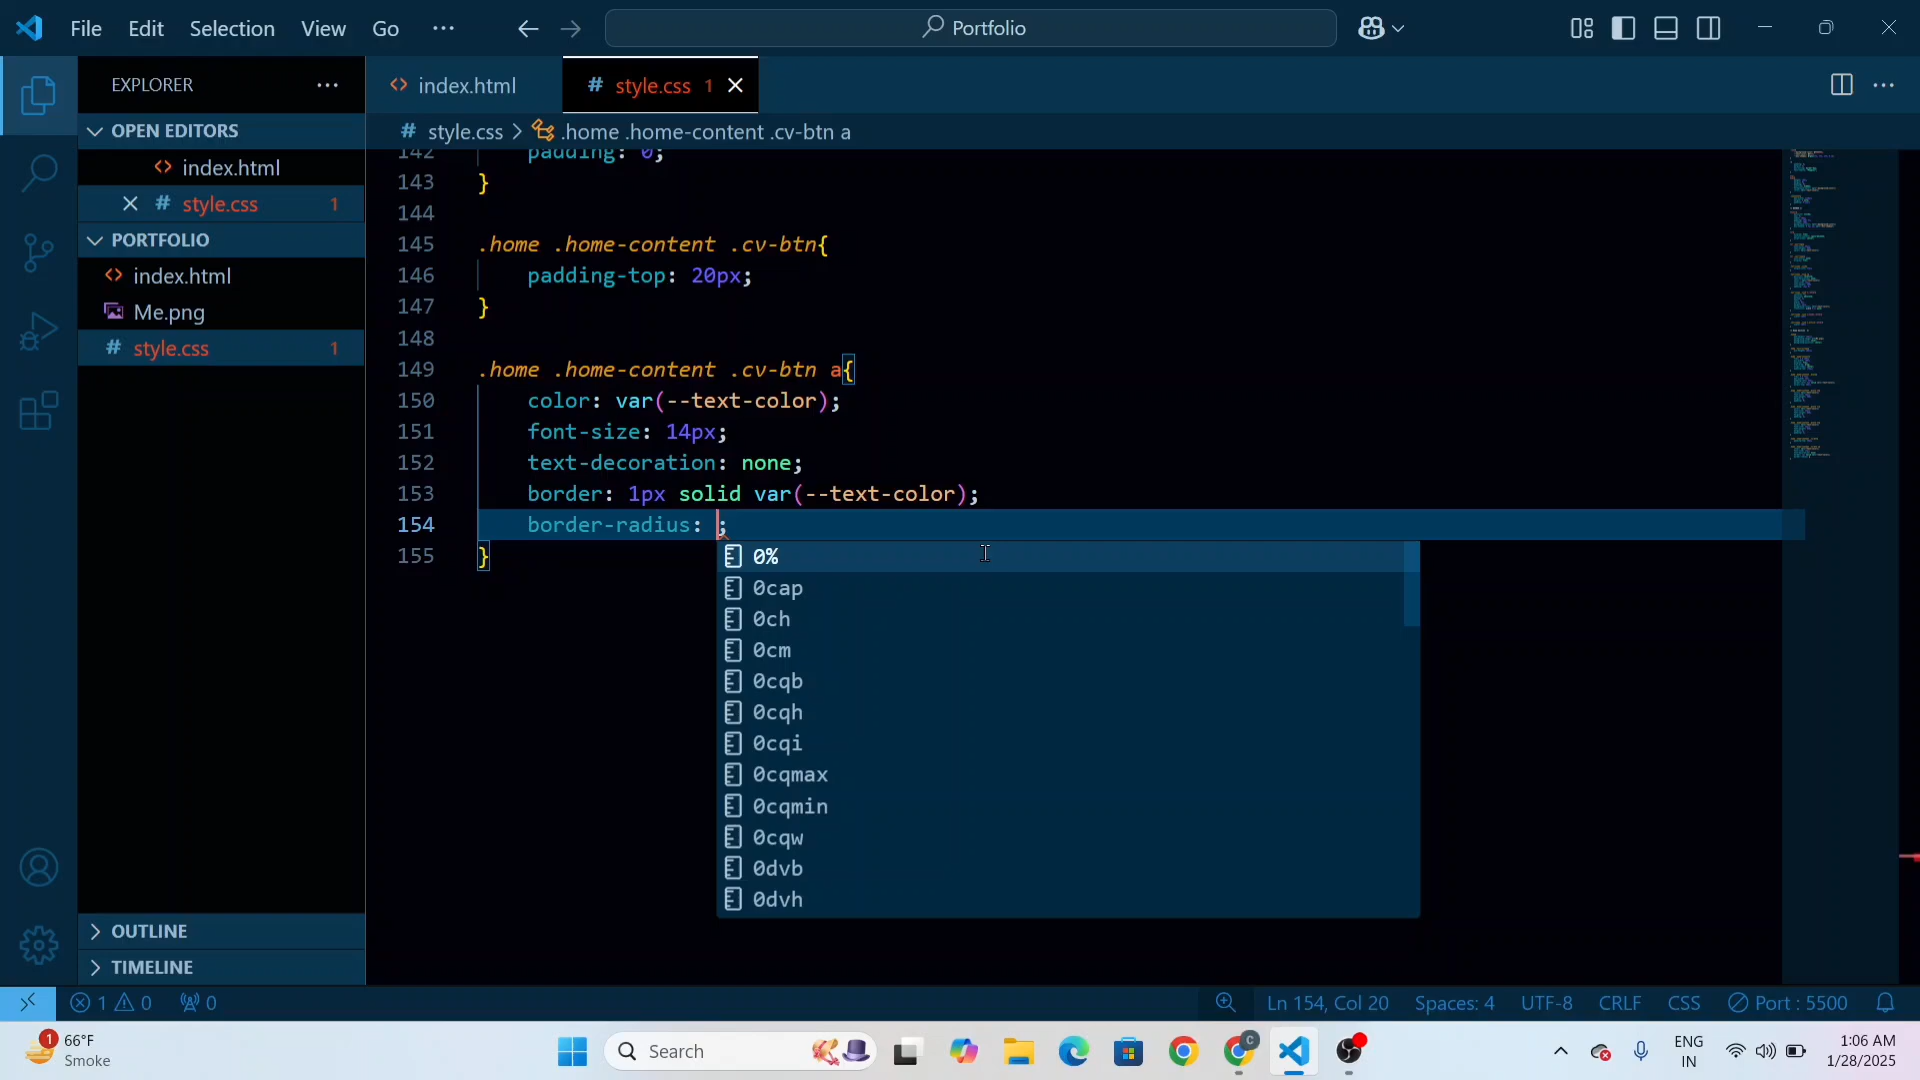 File Edit Selection View Go ··· Portfolio
EXPLORER ···
index.html # style.css 1
OPEN EDITORS
index.html
# style.css 1
PORTFOLIO
index.html
Me.png
# style.css 1
OUTLINE
TIMELINE
# style.css > .home .home-content .cv-btn a
142 padding: 0;
143 }
144
145 .home .home-content .cv-btn{
146 padding-top: 20px;
147 }
148
149 .home .home-content .cv-btn a{
150 color: var(--text-color);
151 font-size: 14px;
152 text-decoration: none;
153 border: 1px solid var(--text-color);
154 border-radius: ;
155 }
0%
0cap
0ch
0cm
0cqb
0cqh
0cqi
0cqmax
0cqmin
0cqw
0dvb
0dvh
1 0 0 Ln 154, Col 20 Spaces: 4 UTF-8 CRLF CSS Port : 5500
1 66°F
Smoke
Search
C
ENG
IN
1:06 AM
1/28/2025